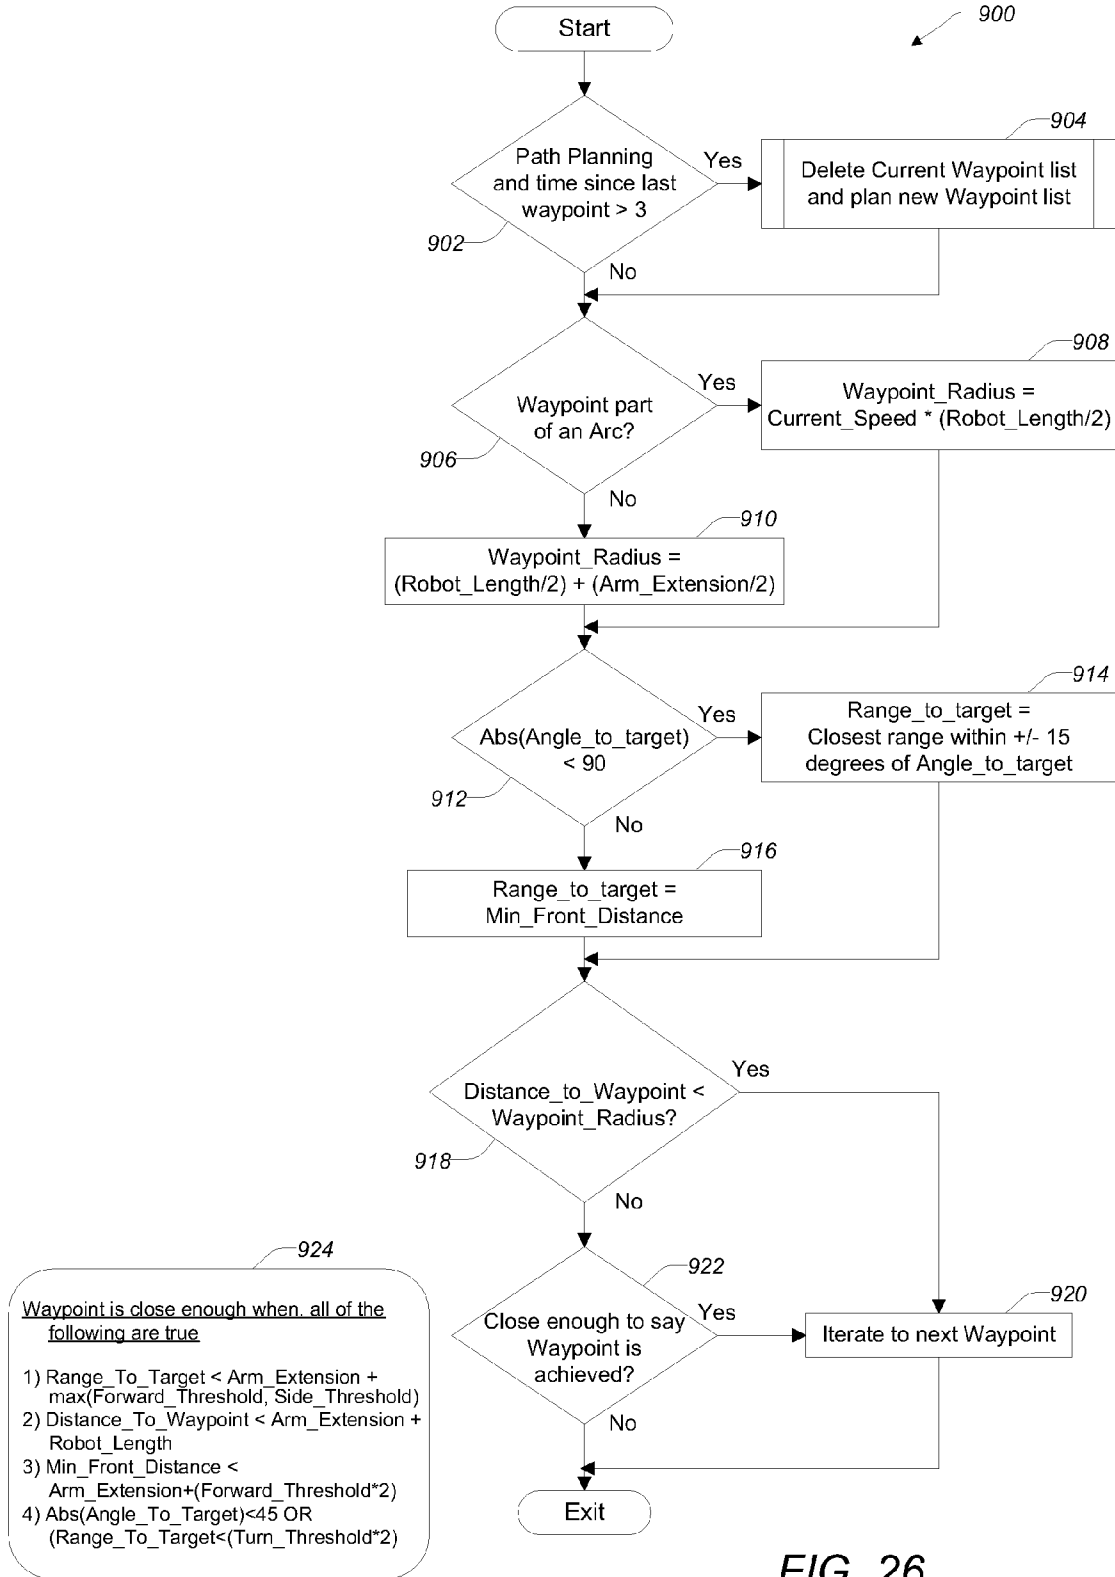 Start
900
Path Planning
and time since last
waypoint > 3
902
Yes
No
904
Delete Current Waypoint list
and plan new Waypoint list
Waypoint part
of an Arc?
906
Yes
No
908
Waypoint_Radius =
Current_Speed * (Robot_Length/2)
910
Waypoint_Radius =
(Robot_Length/2) + (Arm_Extension/2)
Abs(Angle_to_target)
< 90
912
Yes
No
914
Range_to_target =
Closest range within +/- 15
degrees of Angle_to_target
916
Range_to_target =
Min_Front_Distance
Distance_to_Waypoint <
Waypoint_Radius?
918
Yes
No
922
Close enough to say
Waypoint is
achieved?
Yes
No
920
Iterate to next Waypoint
Exit
924
Waypoint is close enough when. all of the
following are true
1) Range_To_Target < Arm_Extension +
max(Forward_Threshold, Side_Threshold)
2) Distance_To_Waypoint < Arm_Extension +
Robot_Length
3) Min_Front_Distance <
Arm_Extension+(Forward_Threshold*2)
4) Abs(Angle_To_Target)<45 OR
(Range_To_Target<(Turn_Threshold*2)
FIG. 26